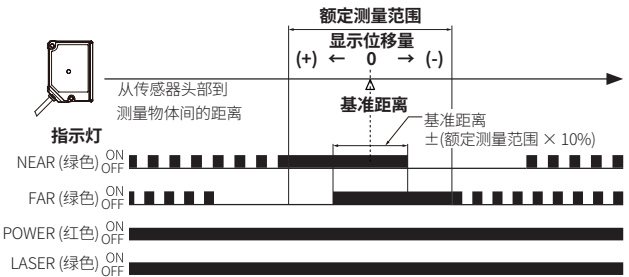 额定测量范围
显示位移量
(+) ← 0 → (-)
从传感器头部到
测量物体间的距离
基准距离
基准距离
±(额定测量范围 × 10%)
指示灯
NEAR (绿色) ON OFF
FAR (绿色) ON OFF
POWER (红色) ON OFF
LASER (绿色) ON OFF